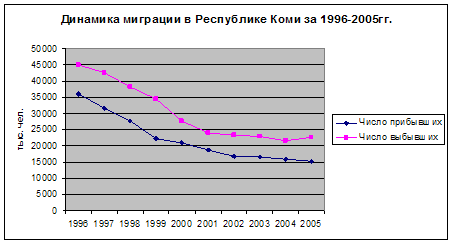 Динамика миграции в Республике Коми за 1996-2005гг.
тыс.чел.
50000
45000
40000
35000
30000
25000
20000
15000
10000
5000
0
1996 1997 1998 1999 2000 2001 2002 2003 2004 2005
Число прибывших
Число выбывших